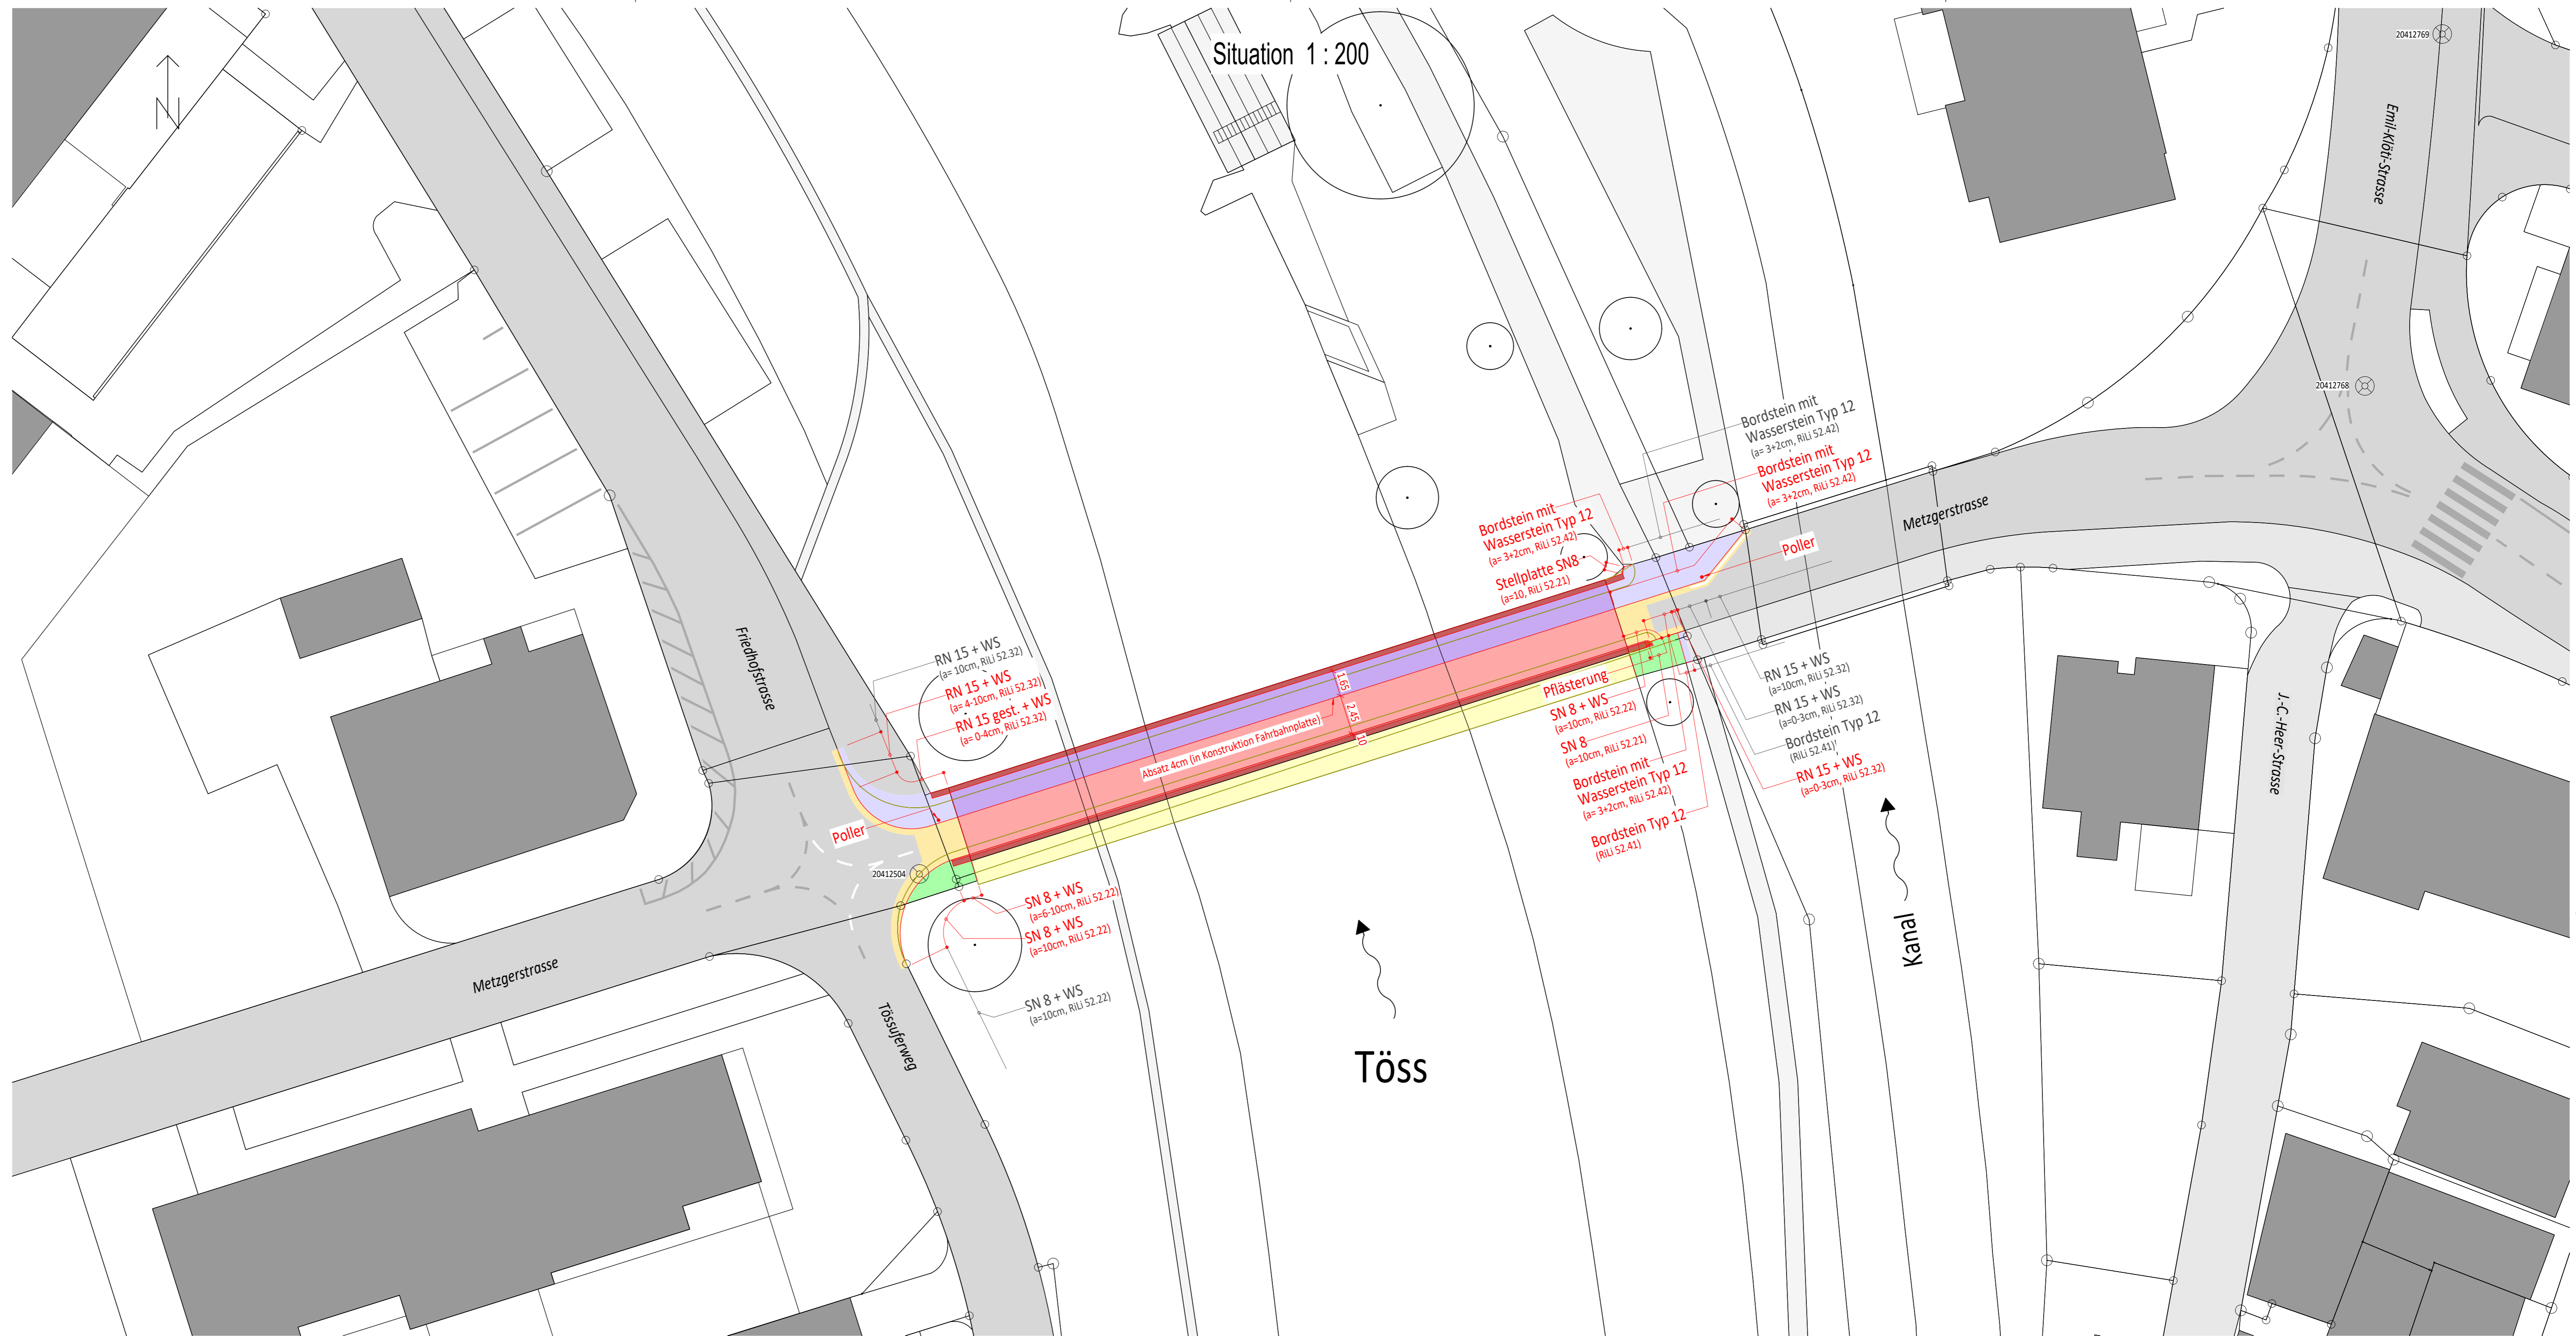 Situation 1 : 200
N
20412769
Emil-Klöti-Strasse
20412768
Bordstein mit
Wasserstein Typ 12
(a= 3+2cm, RiLi 52.42)
Bordstein mit
Wasserstein Typ 12
(a= 3+2cm, RiLi 52.42)
Bordstein mit
Wasserstein Typ 12
(a= 3+2cm, RiLi 52.42)
Stellplatte SN8
(a=10, RiLi 52.21)
Poller
Metzgerstrasse
Friedhofstrasse
RN 15 + WS
(a= 10cm, RiLi 52.32)
RN 15 + WS
(a= 4-10cm, RiLi 52.32)
RN 15 gest. + WS
(a= 0-4cm, RiLi 52.32)
1.65
2.45
10
Absatz 4cm (in Konstruktion Fahrbahnplatte)
Pflästerung
SN 8 + WS
(a=10cm, RiLi 52.22)
SN 8
(a=10cm, RiLi 52.21)
Bordstein mit
Wasserstein Typ 12
(a= 3+2cm, RiLi 52.42)
Bordstein Typ 12
(RiLi 52.41)
RN 15 + WS
(a=10cm, RiLi 52.32)
RN 15 + WS
(a=0-3cm, RiLi 52.32)
Bordstein Typ 12
(RiLi 52.41)
RN 15 + WS
(a=0-3cm, RiLi 52.32)
J.-C.-Heer-Strasse
Poller
20412504
SN 8 + WS
(a=6-10cm, RiLi 52.22)
SN 8 + WS
(a=10cm, RiLi 52.22)
SN 8 + WS
(a=10cm, RiLi 52.22)
Metzgerstrasse
Tössuferweg
Töss
Kanal